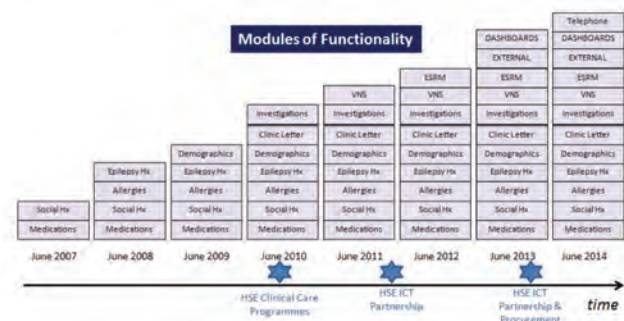 Modules of Functionality
Social Hx
Medications
June 2007
Epilepsy Hx
Allergies
Social Hx
Medications
June 2008
Demographics
Epilepsy Hx
Allergies
Social Hx
Medications
June 2009
Investigations
Clinic Letter
Demographics
Epilepsy Hx
Allergies
Social Hx
Medications
June 2010
VNS
Investigations
Clinic Letter
Demographics
Epilepsy Hx
Allergies
Social Hx
Medications
June 2011
ESRM
VNS
Investigations
Clinic Letter
Demographics
Epilepsy Hx
Allergies
Social Hx
Medications
June 2012
DASHBOARDS
EXTERNAL
ESRM
VNS
Investigations
Clinic Letter
Demographics
Epilepsy Hx
Allergies
Social Hx
Medications
June 2013
Telephone
DASHBOARDS
EXTERNAL
ESRM
VNS
Investigations
Clinic Letter
Demographics
Epilepsy Hx
Allergies
Social Hx
Medications
June 2014
HSE Clinical Care
Programmes
HSE ICT
Partnership
HSE ICT
Partnership &
Procurement
time